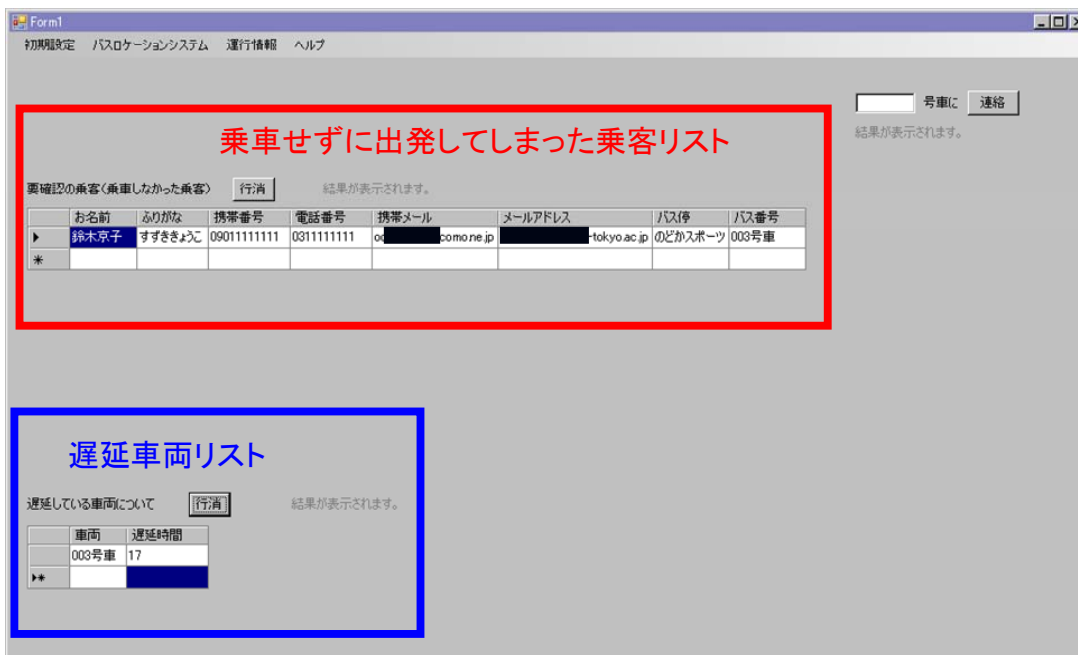 Form1
初期設定 バスロケーションシステム 運行情報 ヘルプ
号車に 連絡
結果が表示されます。
乗車せずに出発してしまった乗客リスト
要確認の乗客(乗車しなかった乗客) 行消 結果が表示されます。
お名前 ふりがな 携帯番号 電話番号 携帯メール メールアドレス バス停 バス番号
鈴木京子 すずききょうこ 09011111111 0311111111 oc como.ne.jp -tokyo.ac.jp のどかスポーツ 003号車
遅延車両リスト
遅延している車両について 行消 結果が表示されます。
車両 遅延時間
003号車 17